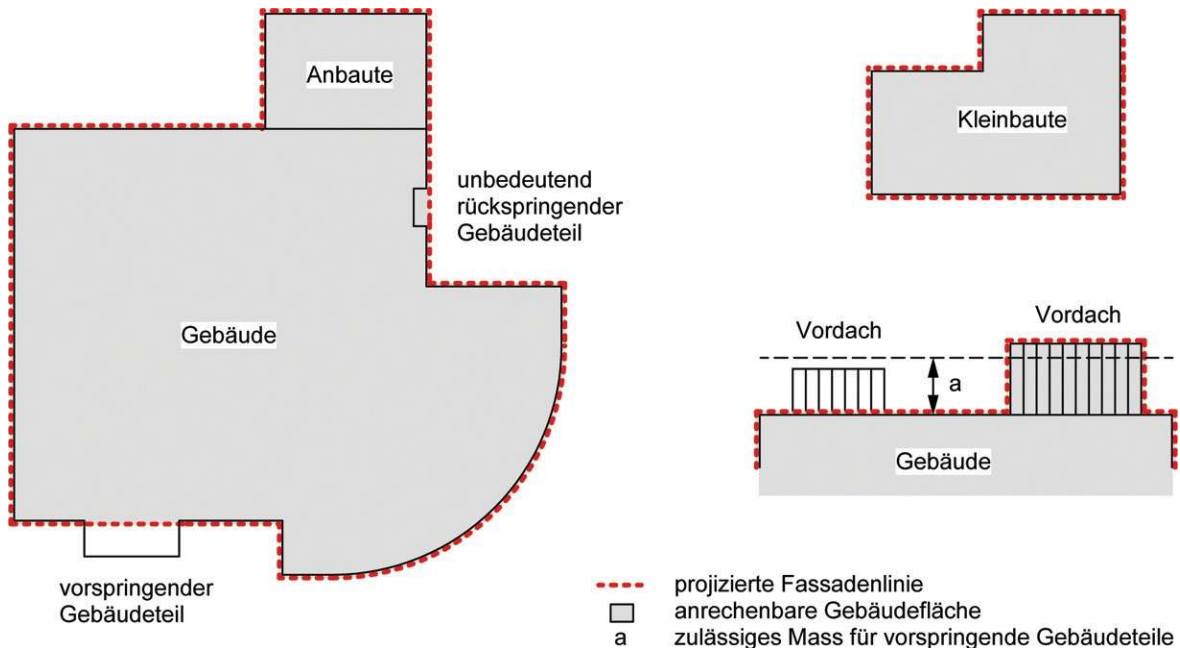 Anbaute
Kleinbaute
unbedeutend
rückspringender
Gebäudeteil
Gebäude
Vordach
Vordach
a
Gebäude
vorspringender
Gebäudeteil
projizierte Fassadenlinie
anrechenbare Gebäudefläche
a zulässiges Mass für vorspringende Gebäudeteile